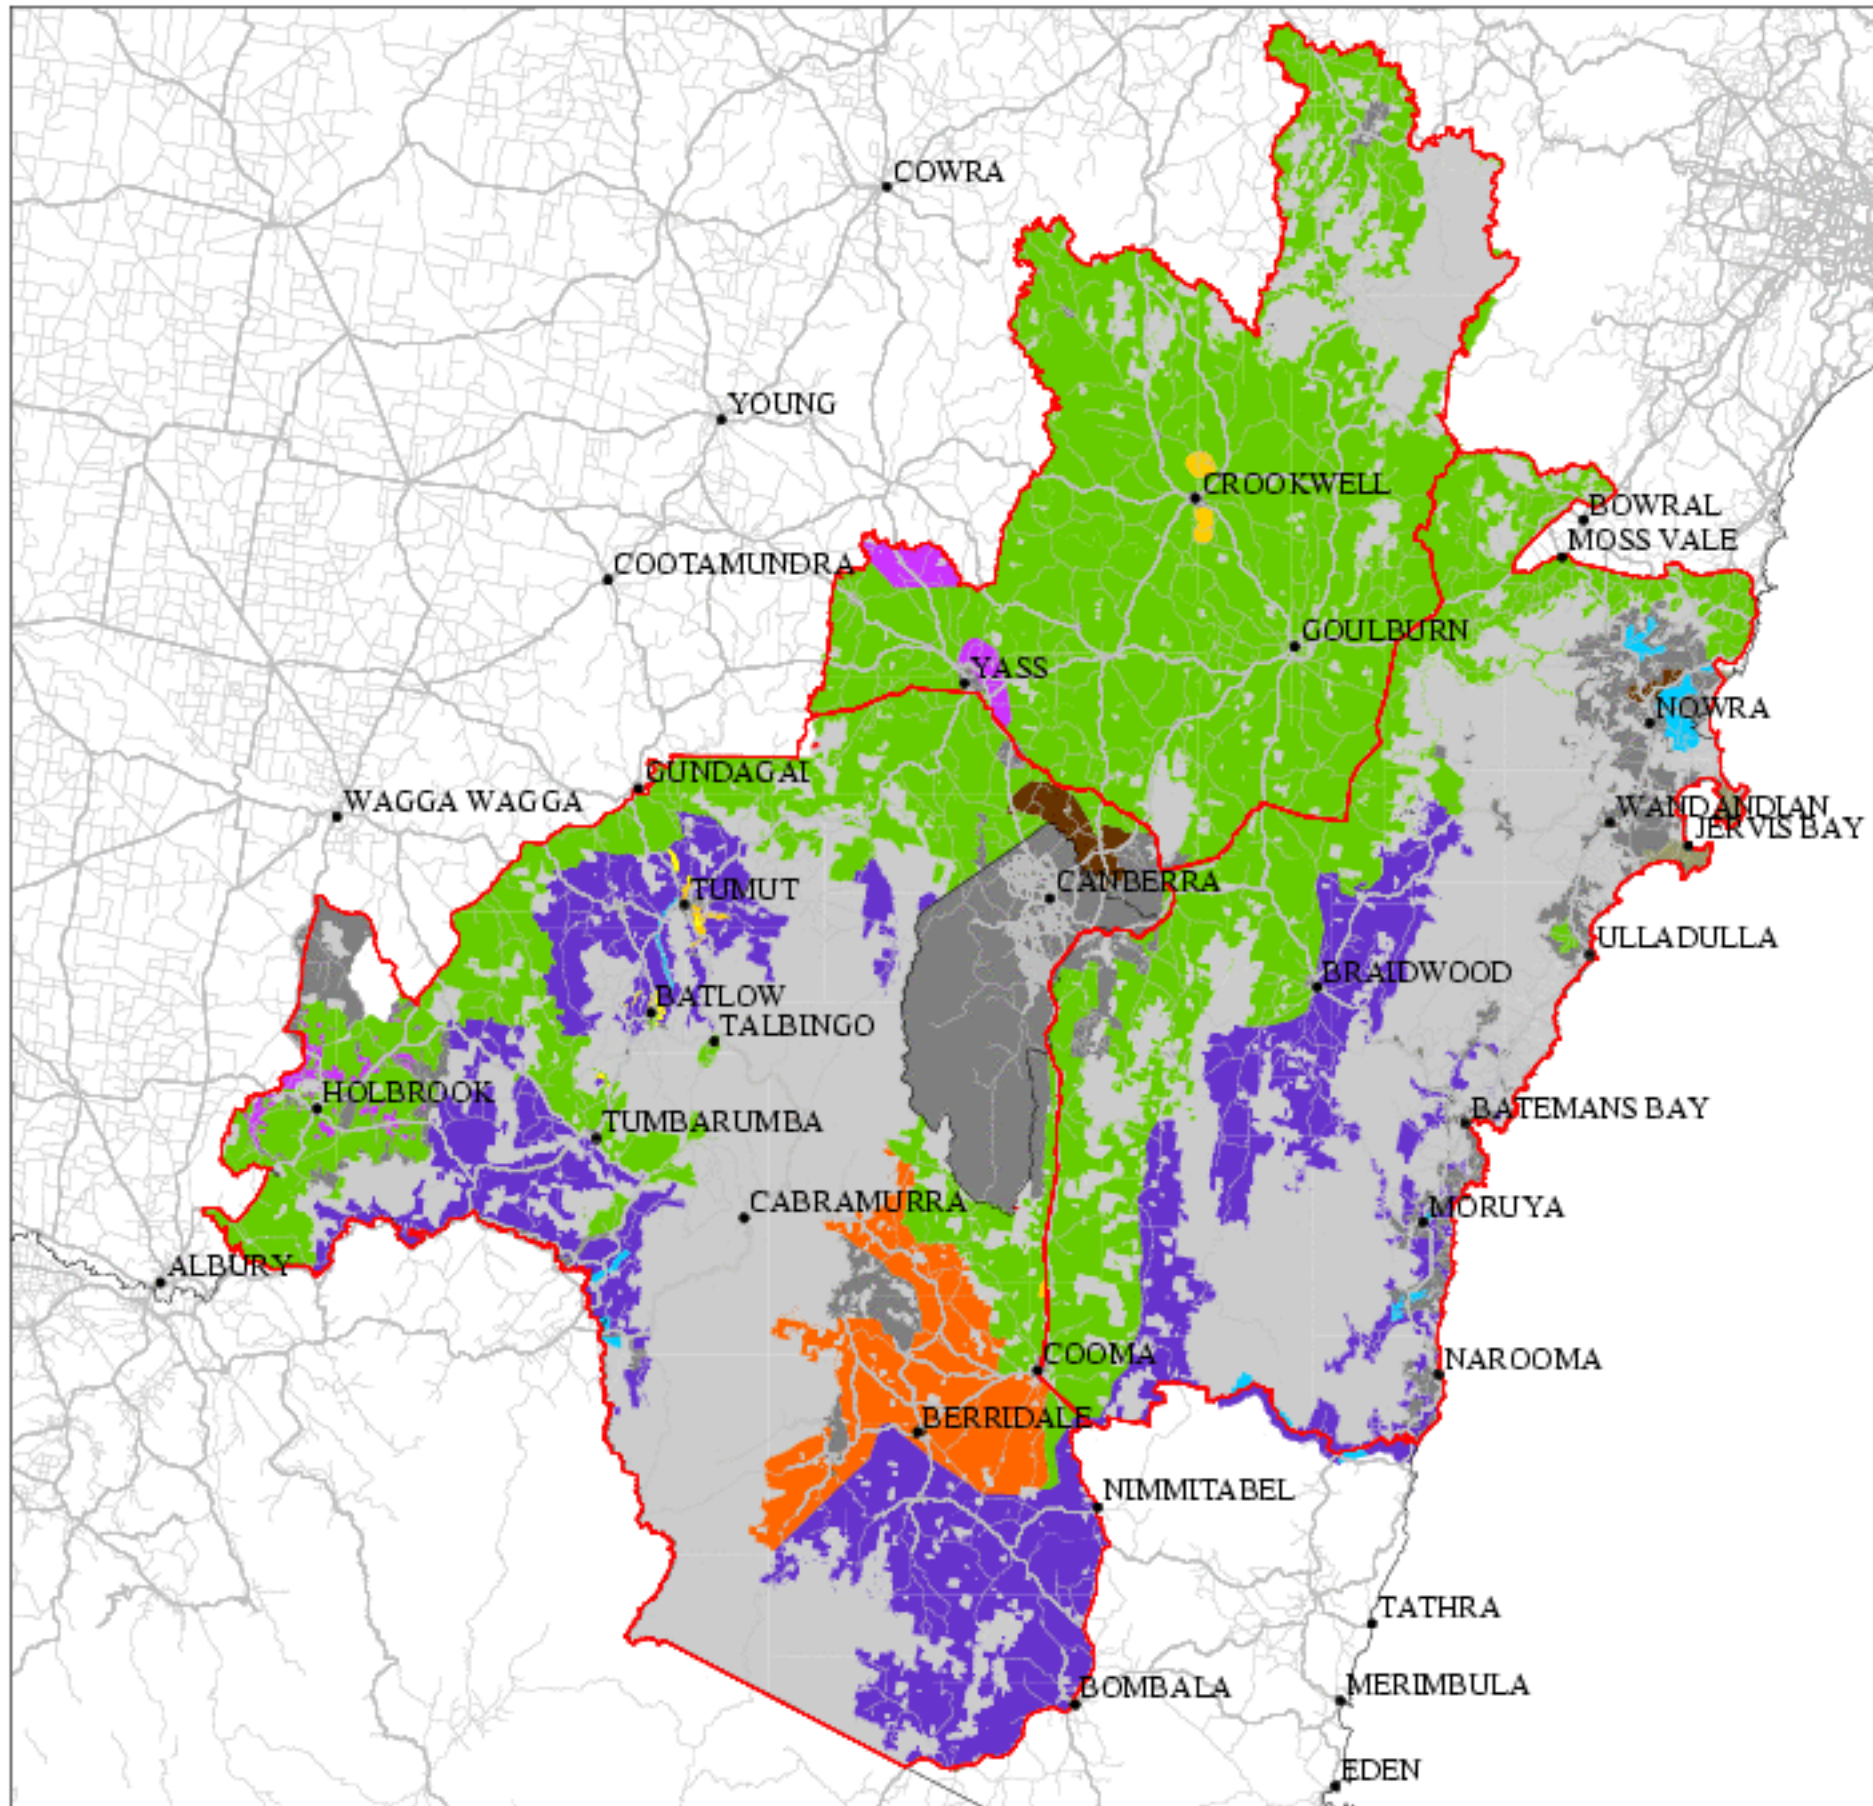 COWRA
YOUNG
CROOKWELL
BOWRAL
MOSS VALE
COOTAMUNDRA
GOULBURN
YASS
NOWRA
GUNDAGAI
WAGGA WAGGA
WANDANDIAN
JERVIS BAY
CANBERRA
TUMUT
ULLADULLA
BRAIDWOOD
BATLOW
TALBINGO
HOLBROOK
BATEMANS BAY
TUMBARUMBA
CABRAMURRA
MORUYA
ALBURY
COOMA
NAROOMA
BERRIDALE
NIMMITABEL
TATHRA
BOMBALA
MERIMBULA
EDEN